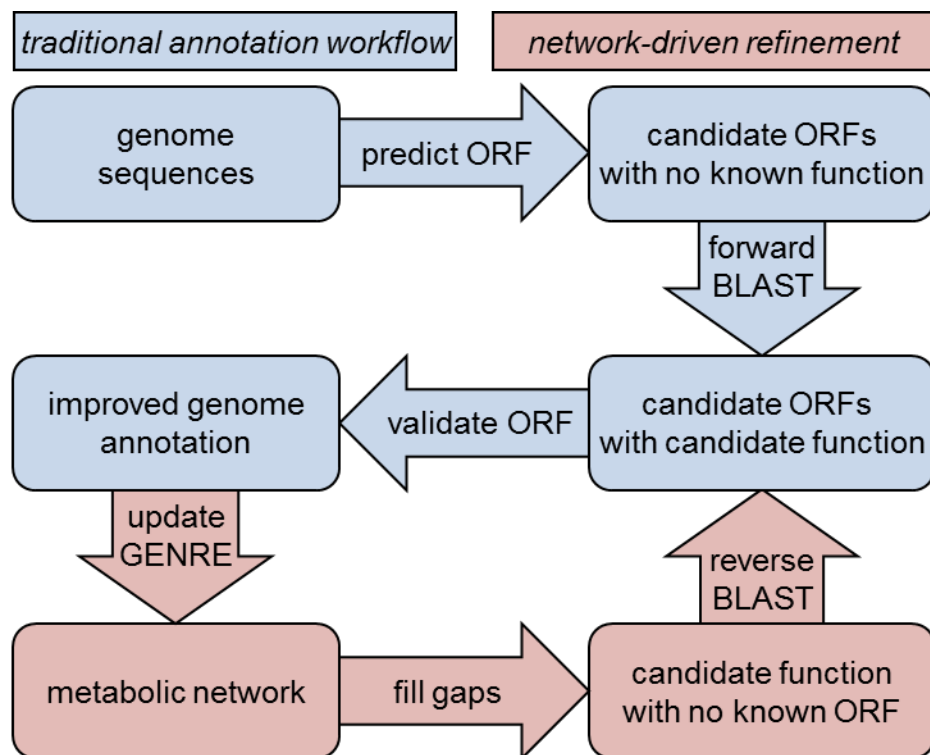 traditional annotation workflow
network-driven refinement
genome
sequences
predict ORF
candidate ORFs
with no known function
forward
BLAST
improved genome
annotation
validate ORF
candidate ORFs
with candidate function
update
GENRE
reverse
BLAST
metabolic network
fill gaps
candidate function
with no known ORF